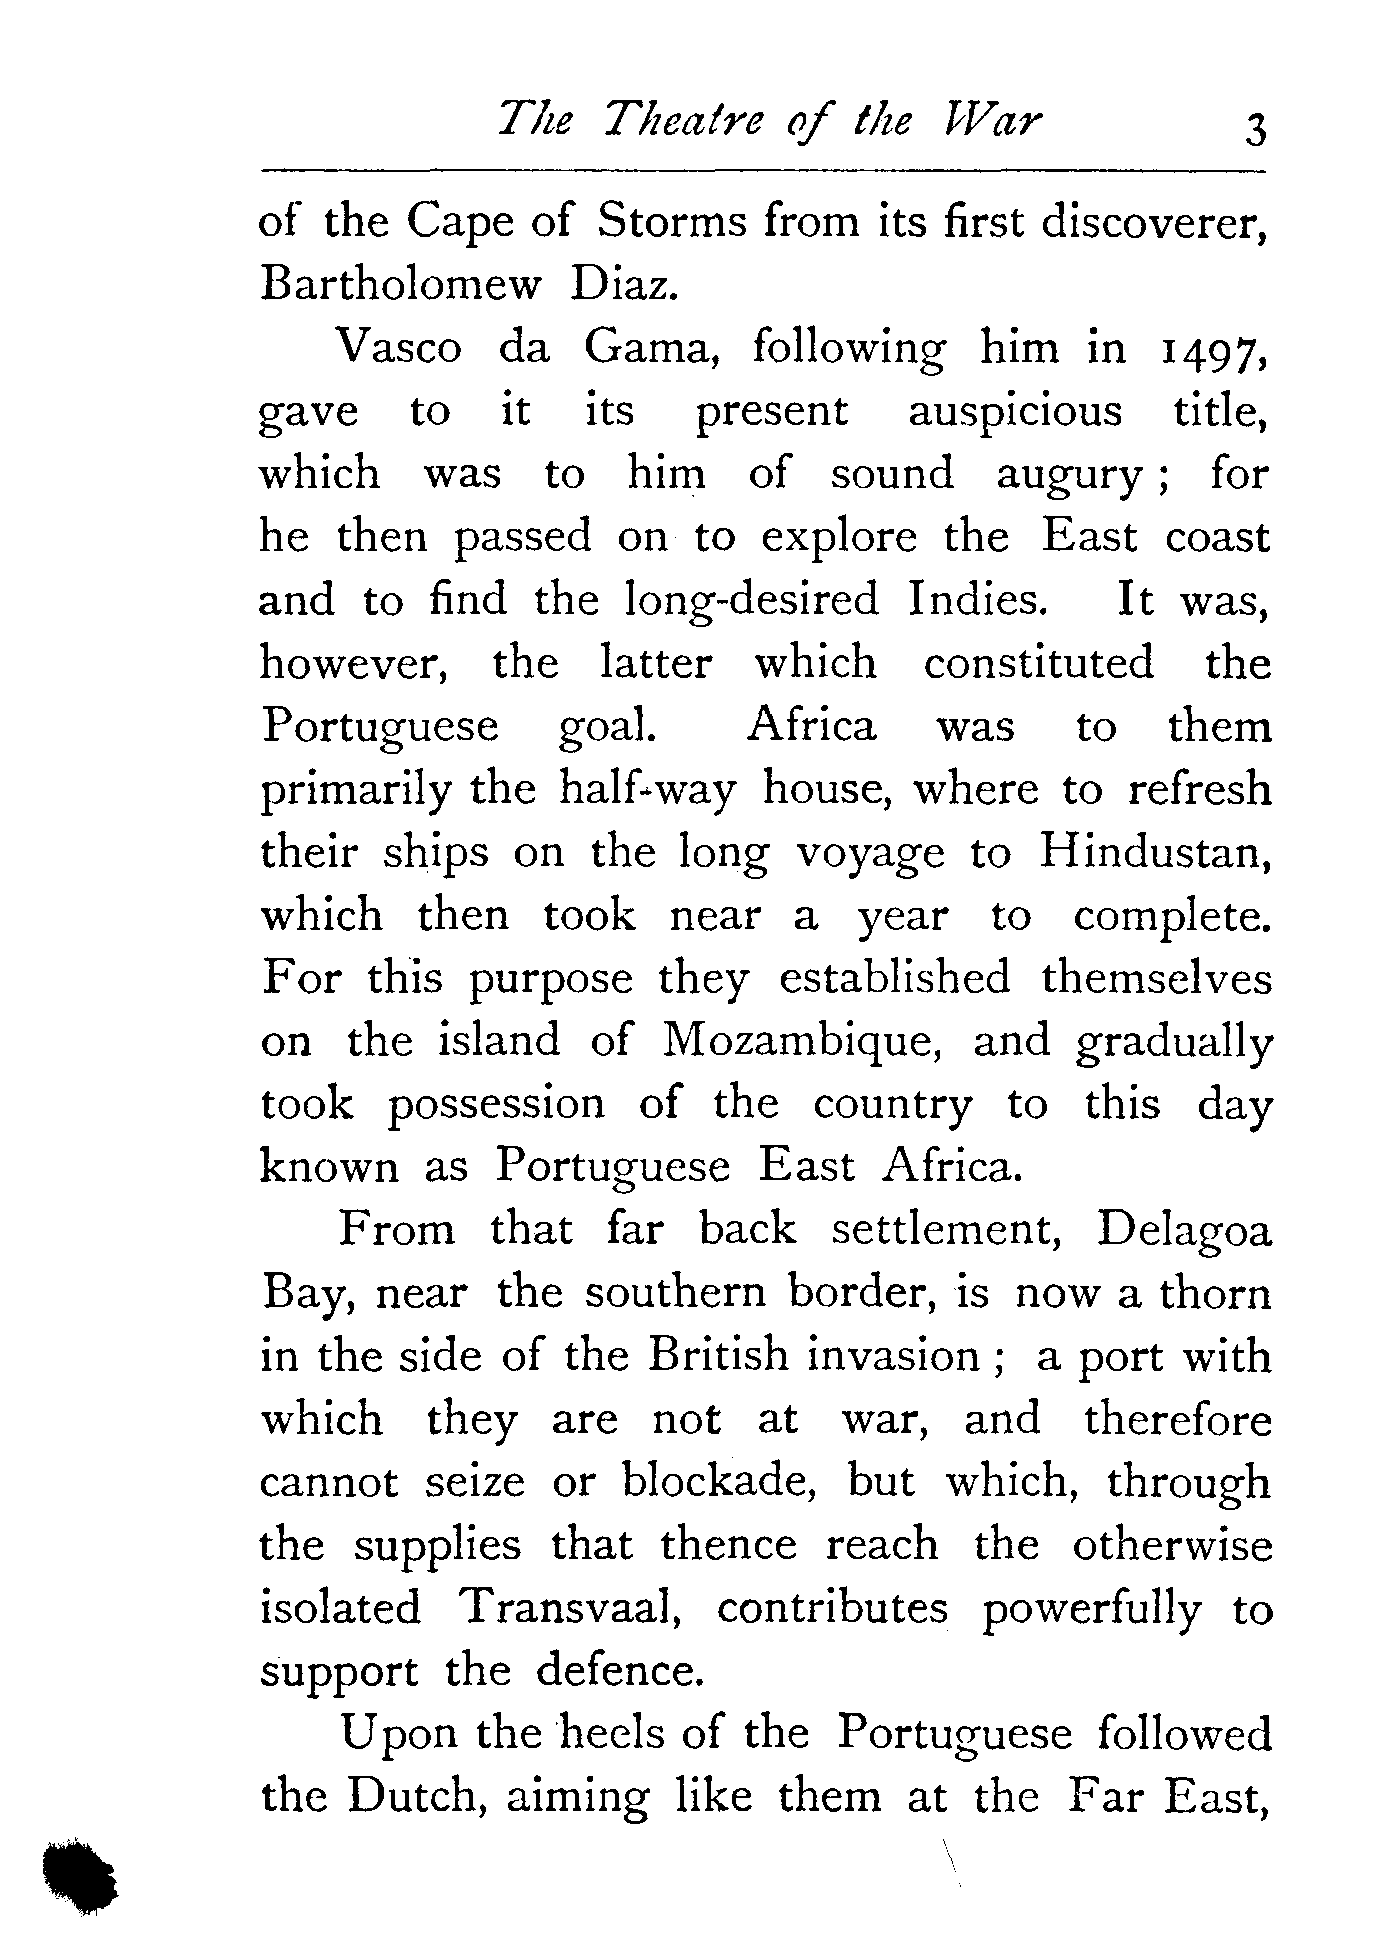 The Theatre of the War 3
of the Cape of Storms from its first discoverer,
Bartholomew Diaz.
Vasco da Gama, following him in 1497,
gave to it its present auspicious title,
which was to him of sound augury ; for
he then passed on to explore the East coast
and to find the long-desired Indies. It was,
however, the latter which constituted the
Portuguese goal. Africa was to them
primarily the half-way house, where to refresh
their ships on the long voyage to Hindustan,
which then took near a year to complete.
For this purpose they established themselves
on the island of Mozambique, and gradually
took possession of the country to this day
known as Portuguese East Africa.
From that far back settlement, Delagoa
Bay, near the southern border, is now a thorn
in the side of the British invasion ; a port with
which they are not at war, and therefore
cannot seize or blockade, but which, through
the supplies that thence reach the otherwise
isolated Transvaal, contributes powerfully to
support the defence.
Upon the heels of the Portuguese followed
the Dutch, aiming like them at the Far East,